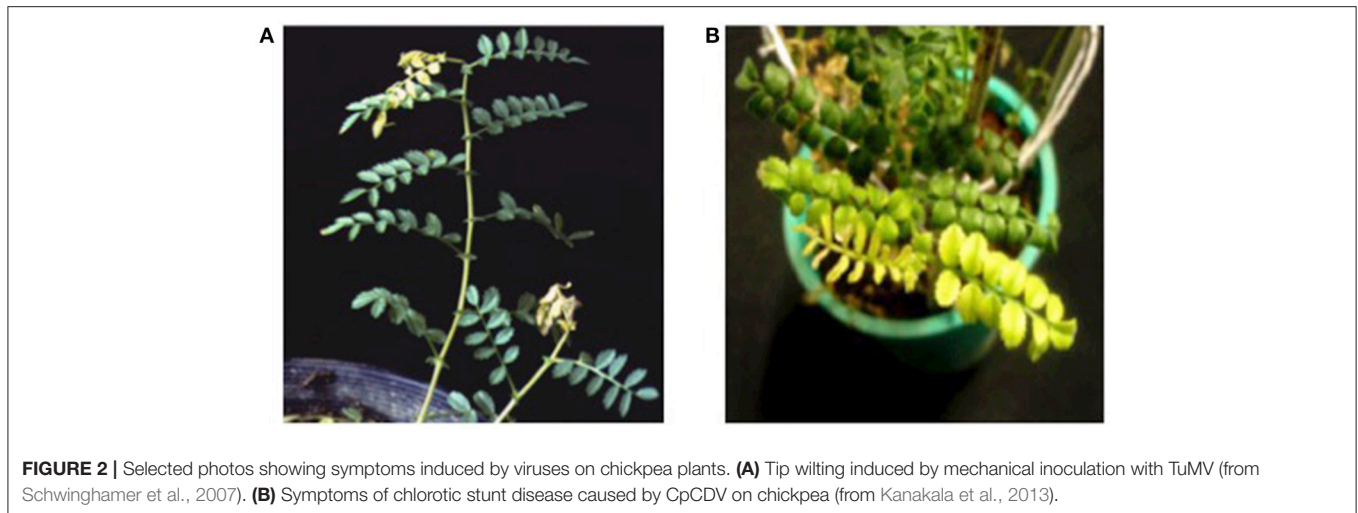 A
B
FIGURE 2 | Selected photos showing symptoms induced by viruses on chickpea plants. (A) Tip wilting induced by mechanical inoculation with TuMV (from
Schwinghamer et al., 2007). (B) Symptoms of chlorotic stunt disease caused by CpCDV on chickpea (from Kanakala et al., 2013).